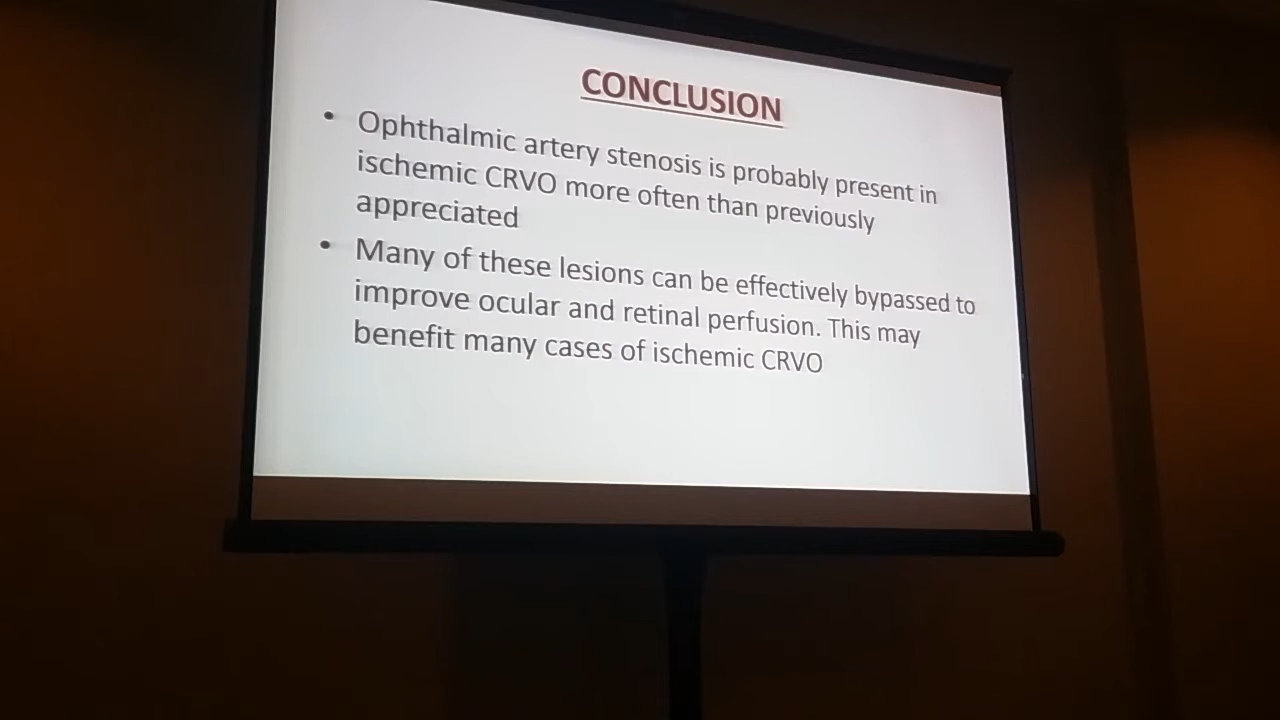 CONCLUSION
• Ophthalmic artery stenosis is probably present in
ischemic CRVO more often than previously
appreciated
• Many of these lesions can be effectively bypassed to
improve ocular and retinal perfusion. This may
benefit many cases of ischemic CRVO